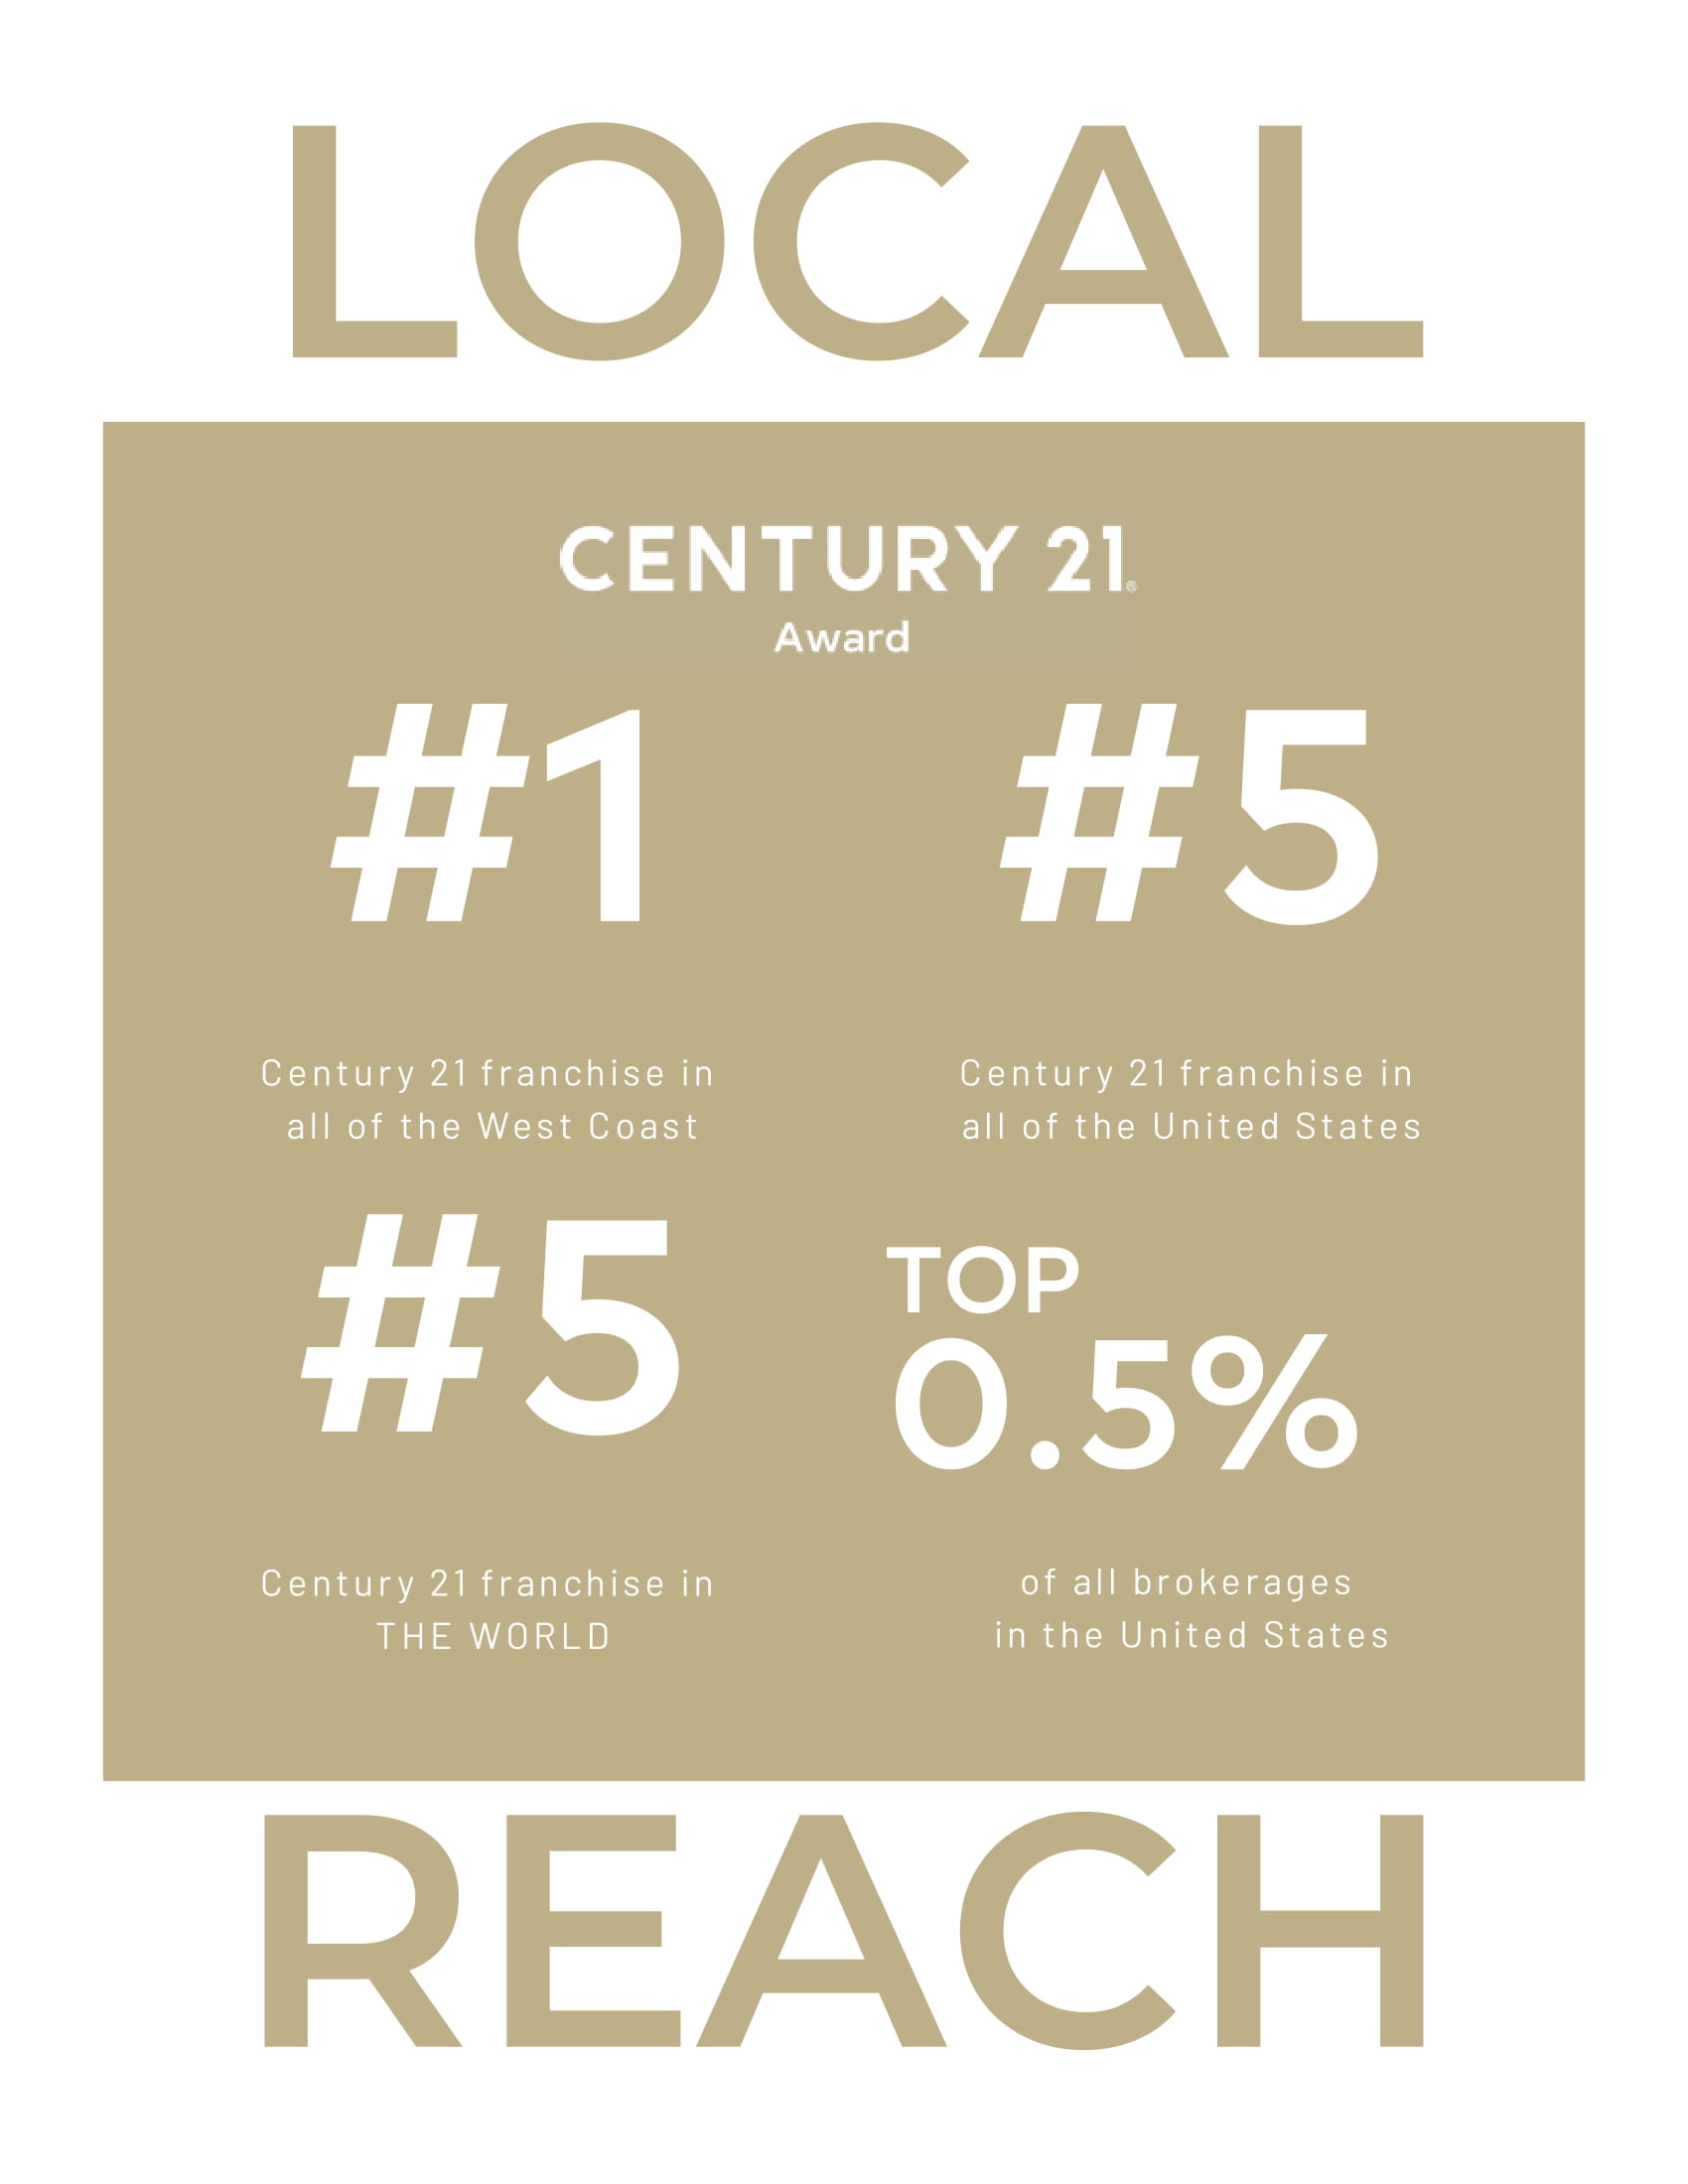 LOCAL
CENTURY 21®
Award
#1
Century 21 franchise in
all of the West Coast
#5
Century 21 franchise in
all of the United States
#5
Century 21 franchise in
THE WORLD
TOP
0.5%
of all brokerages
in the United States
REACH